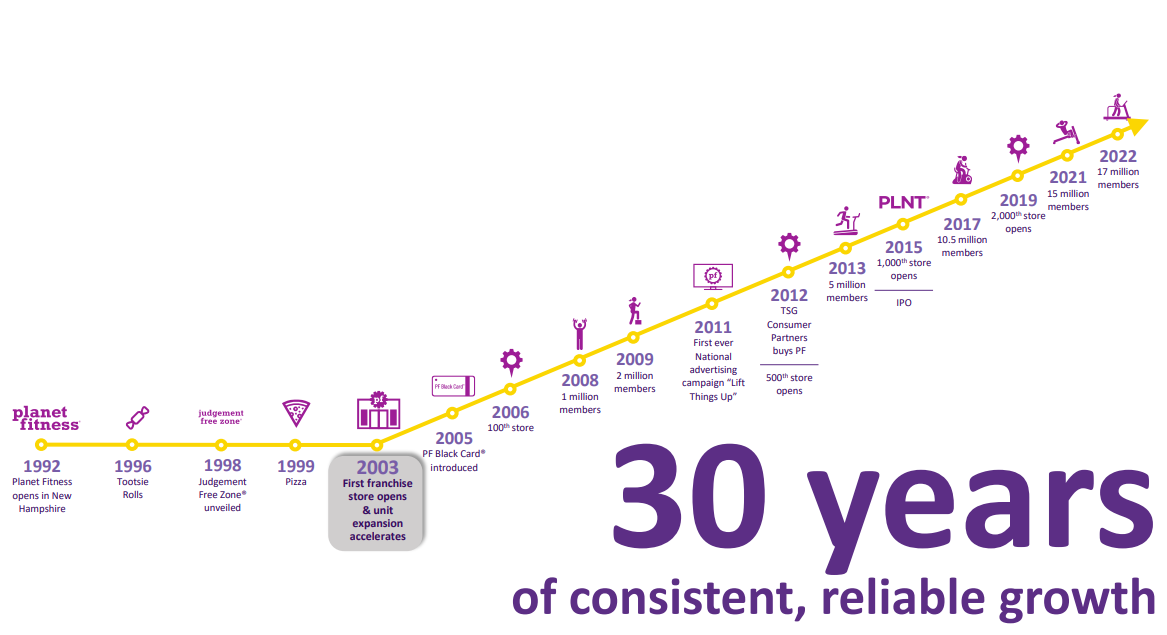 planet
fitness®
1992
Planet Fitness
opens in New
Hampshire
1996
Tootsie
Rolls
judgement
free zone®
1998
Judgement
Free Zone®
unveiled
1999
Pizza
pf
2003
First franchise
store opens
& unit
expansion
accelerates
PF Black Card
2005
PF Black Card®
introduced
2006
100th store
2008
1 million
members
2009
2 million
members
pf
2011
First ever
National
advertising
campaign “Lift
Things Up”
2012
TSG
Consumer
Partners
buys PF
500th store
opens
2013
5 million
members
PLNT®
2015
1,000th store
opens
IPO
2017
10.5 million
members
2019
2,000th store
opens
2021
15 million
members
2022
17 million
members
30 years
of consistent, reliable growth